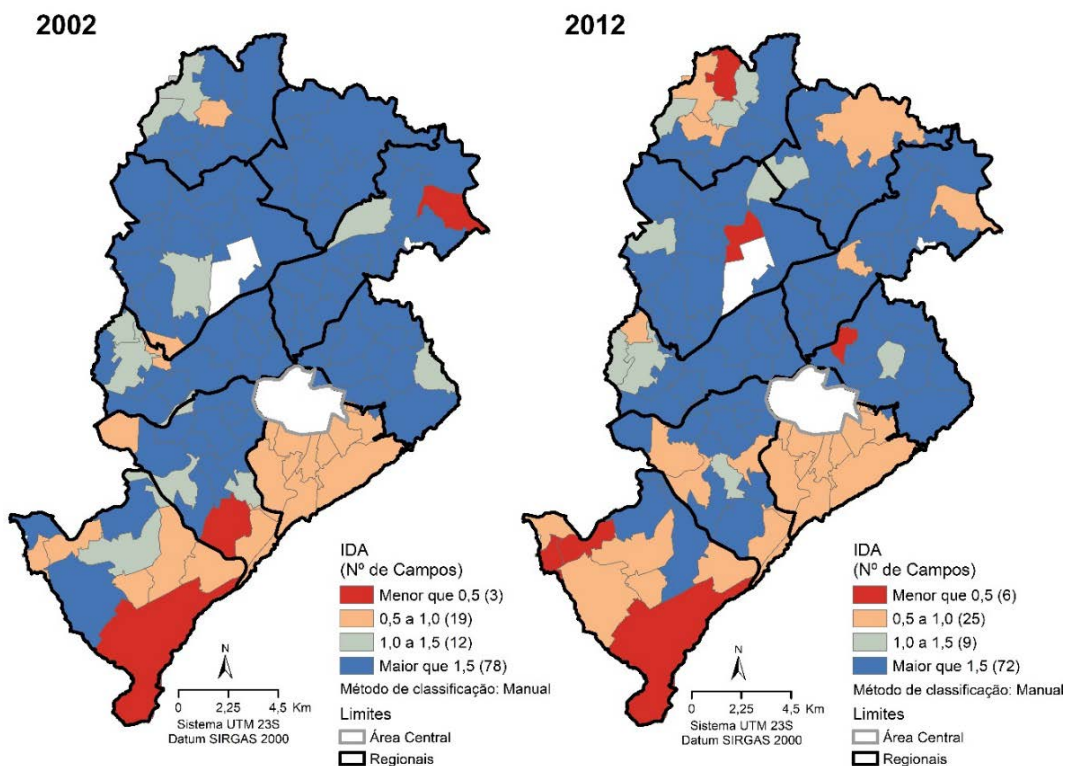 2002
IDA
(Nº de Campos)
Menor que 0,5 (3)
0,5 a 1,0 (19)
1,0 a 1,5 (12)
Maior que 1,5 (78)
Método de classificação: Manual
Limites
Área Central
Regionais
N
0 2,25 4,5 Km
Sistema UTM 23S
Datum SIRGAS 2000
2012
IDA
(Nº de Campos)
Menor que 0,5 (6)
0,5 a 1,0 (25)
1,0 a 1,5 (9)
Maior que 1,5 (72)
Método de classificação: Manual
Limites
Área Central
Regionais
N
0 2,25 4,5 Km
Sistema UTM 23S
Datum SIRGAS 2000